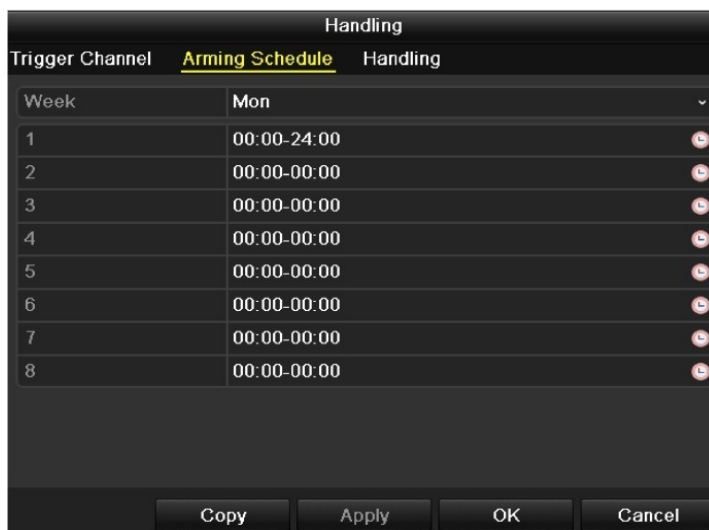 Handling
Trigger Channel Arming Schedule Handling
Week Mon
1 00:00-24:00
2 00:00-00:00
3 00:00-00:00
4 00:00-00:00
5 00:00-00:00
6 00:00-00:00
7 00:00-00:00
8 00:00-00:00
Copy Apply OK Cancel